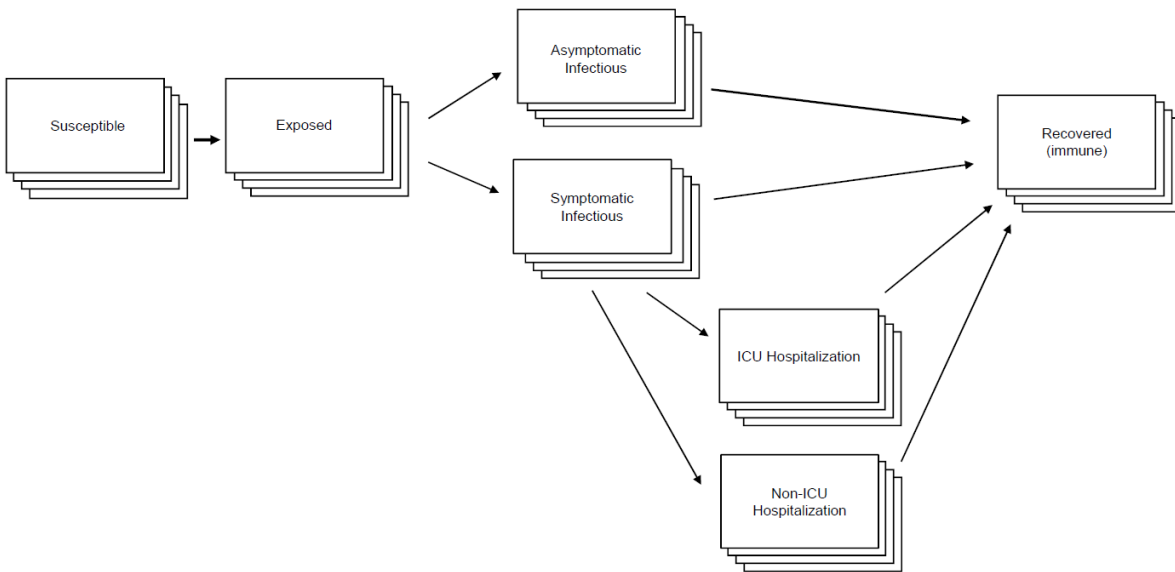 Susceptible
Exposed
Asymptomatic
Infectious
Symptomatic
Infectious
Recovered
(immune)
ICU Hospitalization
Non-ICU
Hospitalization